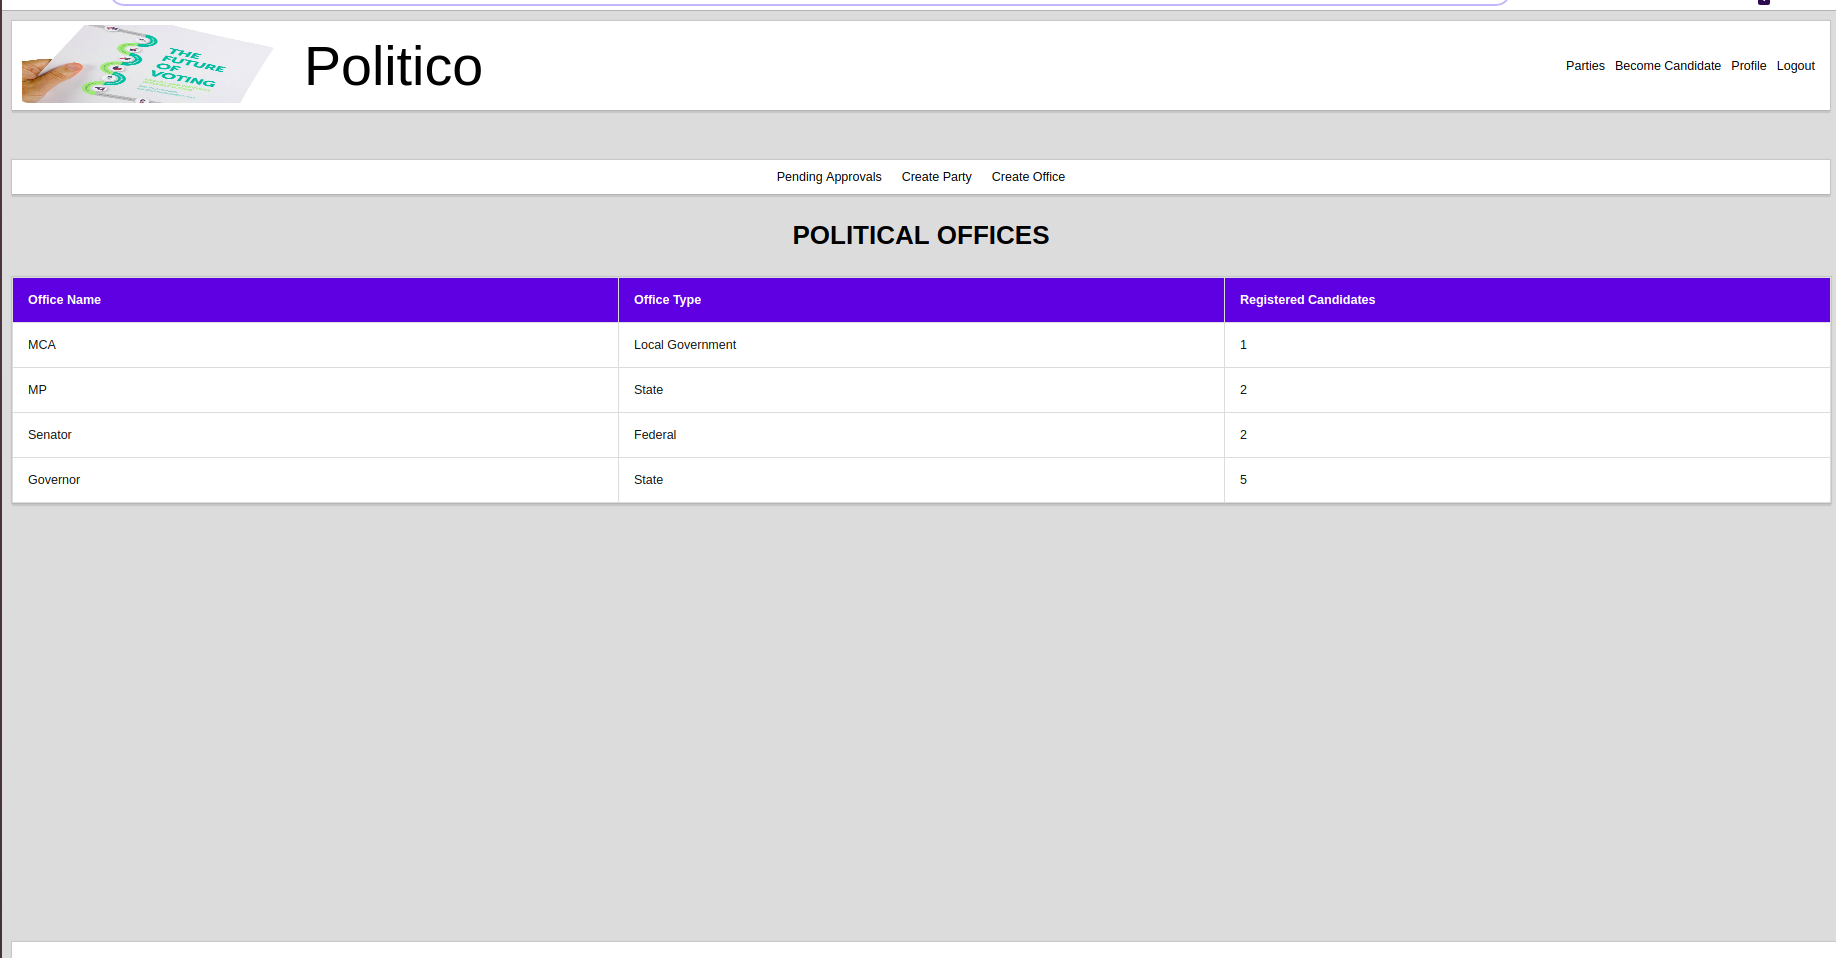 THE
FUTURE
OF
VOTING
Politico
Parties Become Candidate Profile Logout
Pending Approvals Create Party Create Office
POLITICAL OFFICES
Office Name Office Type Registered Candidates
MCA Local Government 1
MP State 2
Senator Federal 2
Governor State 5